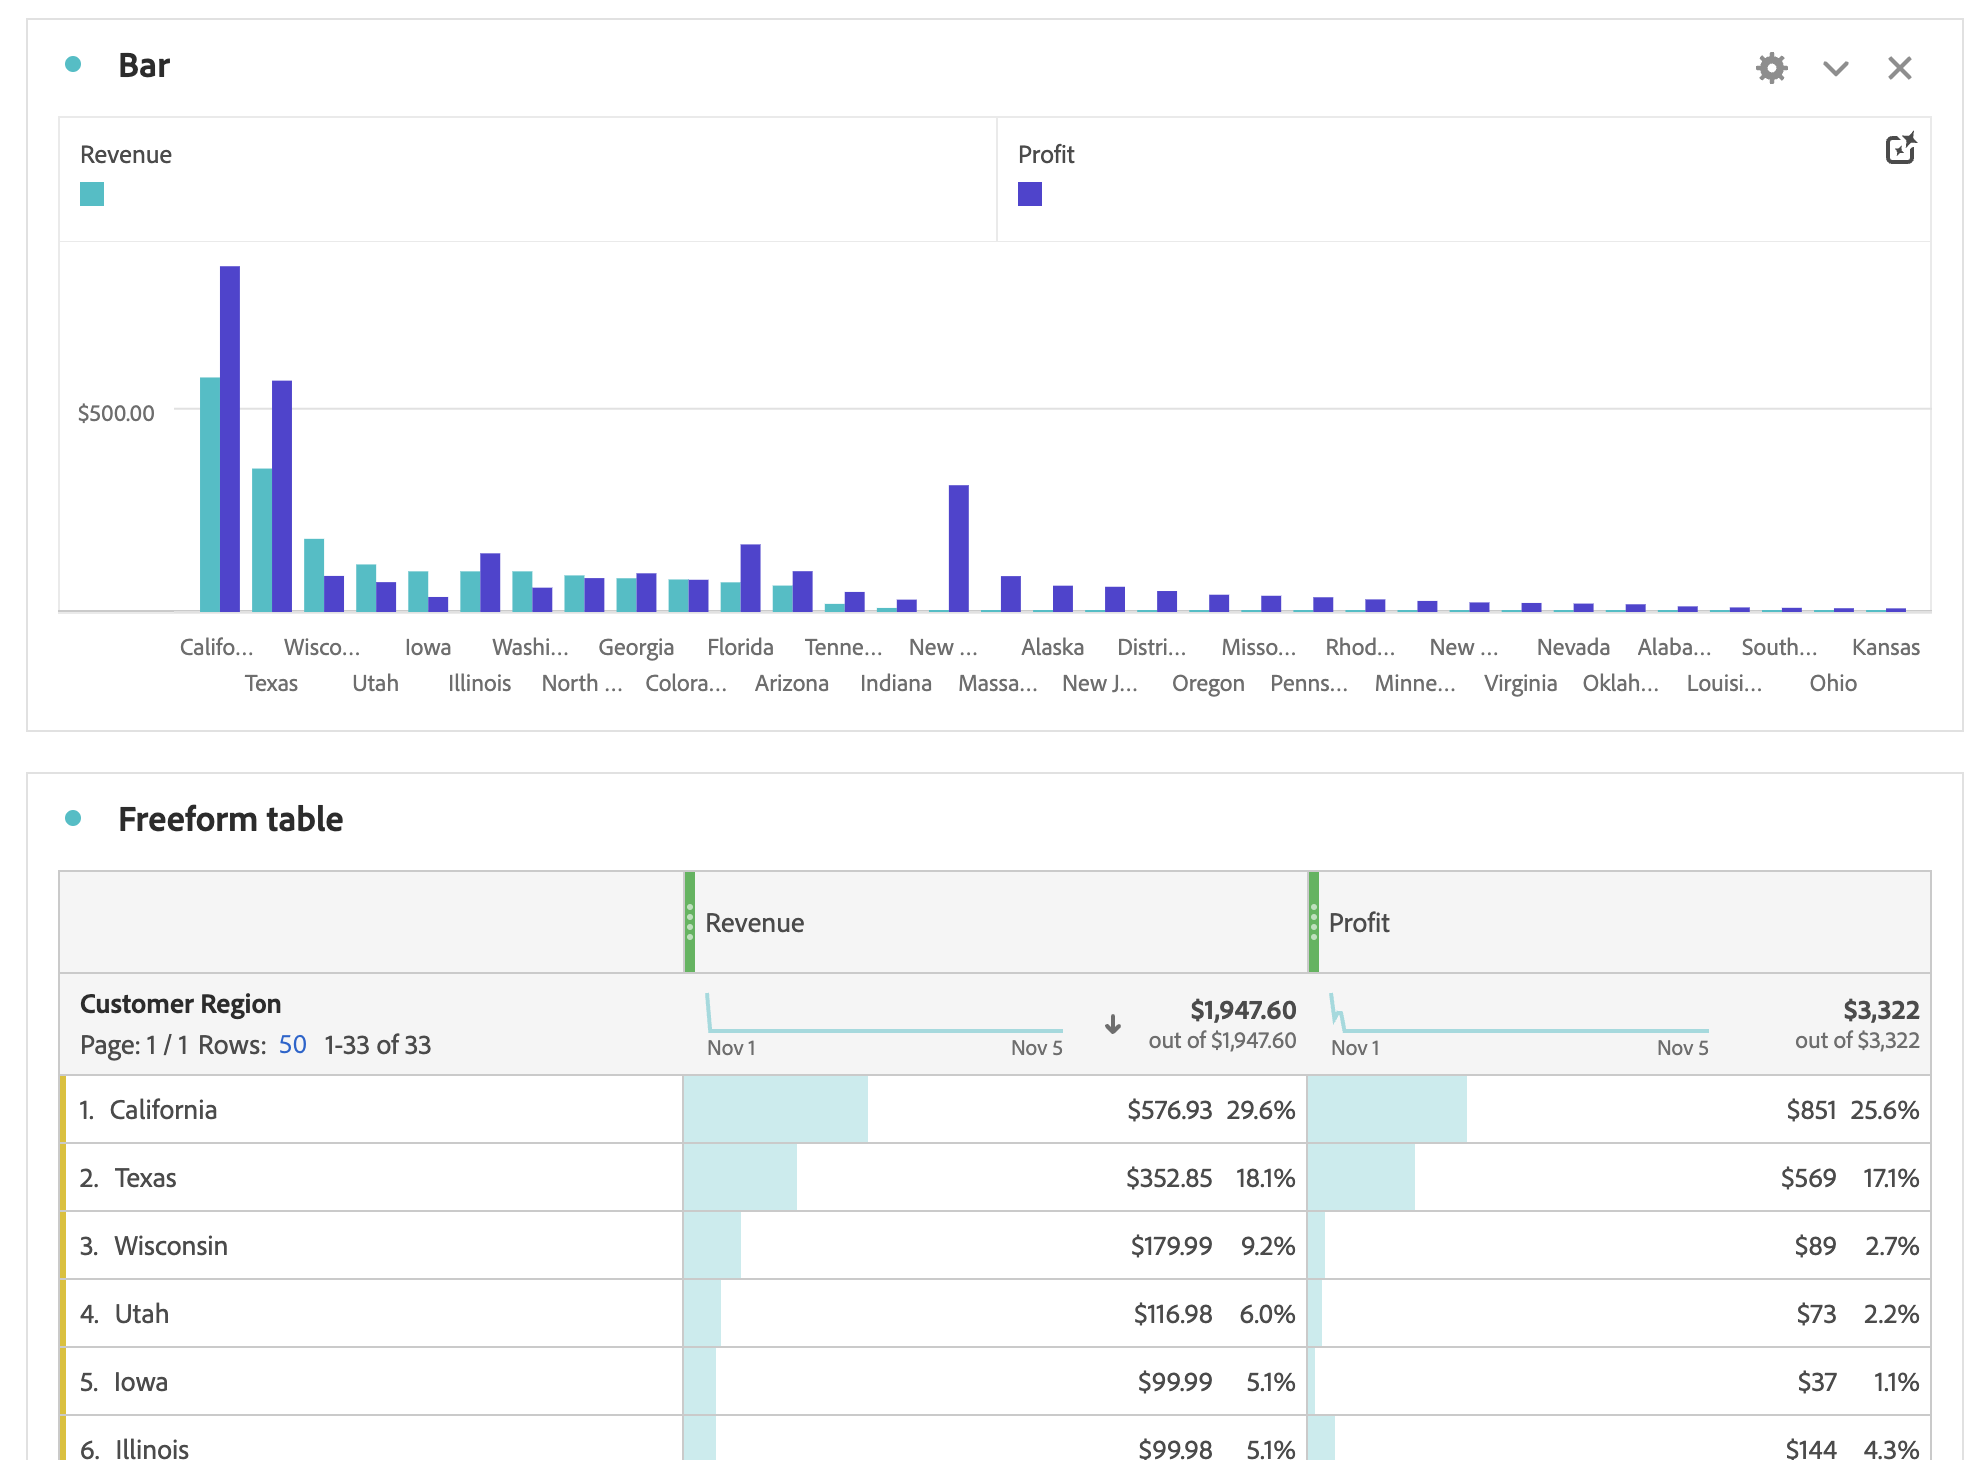 Bar
Revenue
Profit
$500.00
Califo... Wisco... Iowa Washi... Georgia Florida Tenne... New ... Alaska Distri... Misso... Rhod... New ... Nevada Alaba... South... Kansas
Texas Utah Illinois North ... Colora... Arizona Indiana Massa... New J... Oregon Penns... Minne... Virginia Oklah... Louisi... Ohio
Freeform table
Revenue Profit
Customer Region $1,947.60 $3,322
Page: 1 / 1 Rows: 50 1-33 of 33 Nov 1 Nov 5 out of $1,947.60 Nov 1 Nov 5 out of $3,322
1. California $576.93 29.6% $851 25.6%
2. Texas $352.85 18.1% $569 17.1%
3. Wisconsin $179.99 9.2% $89 2.7%
4. Utah $116.98 6.0% $73 2.2%
5. Iowa $99.99 5.1% $37 1.1%
6. Illinois $99.98 5.1% $144 4.3%